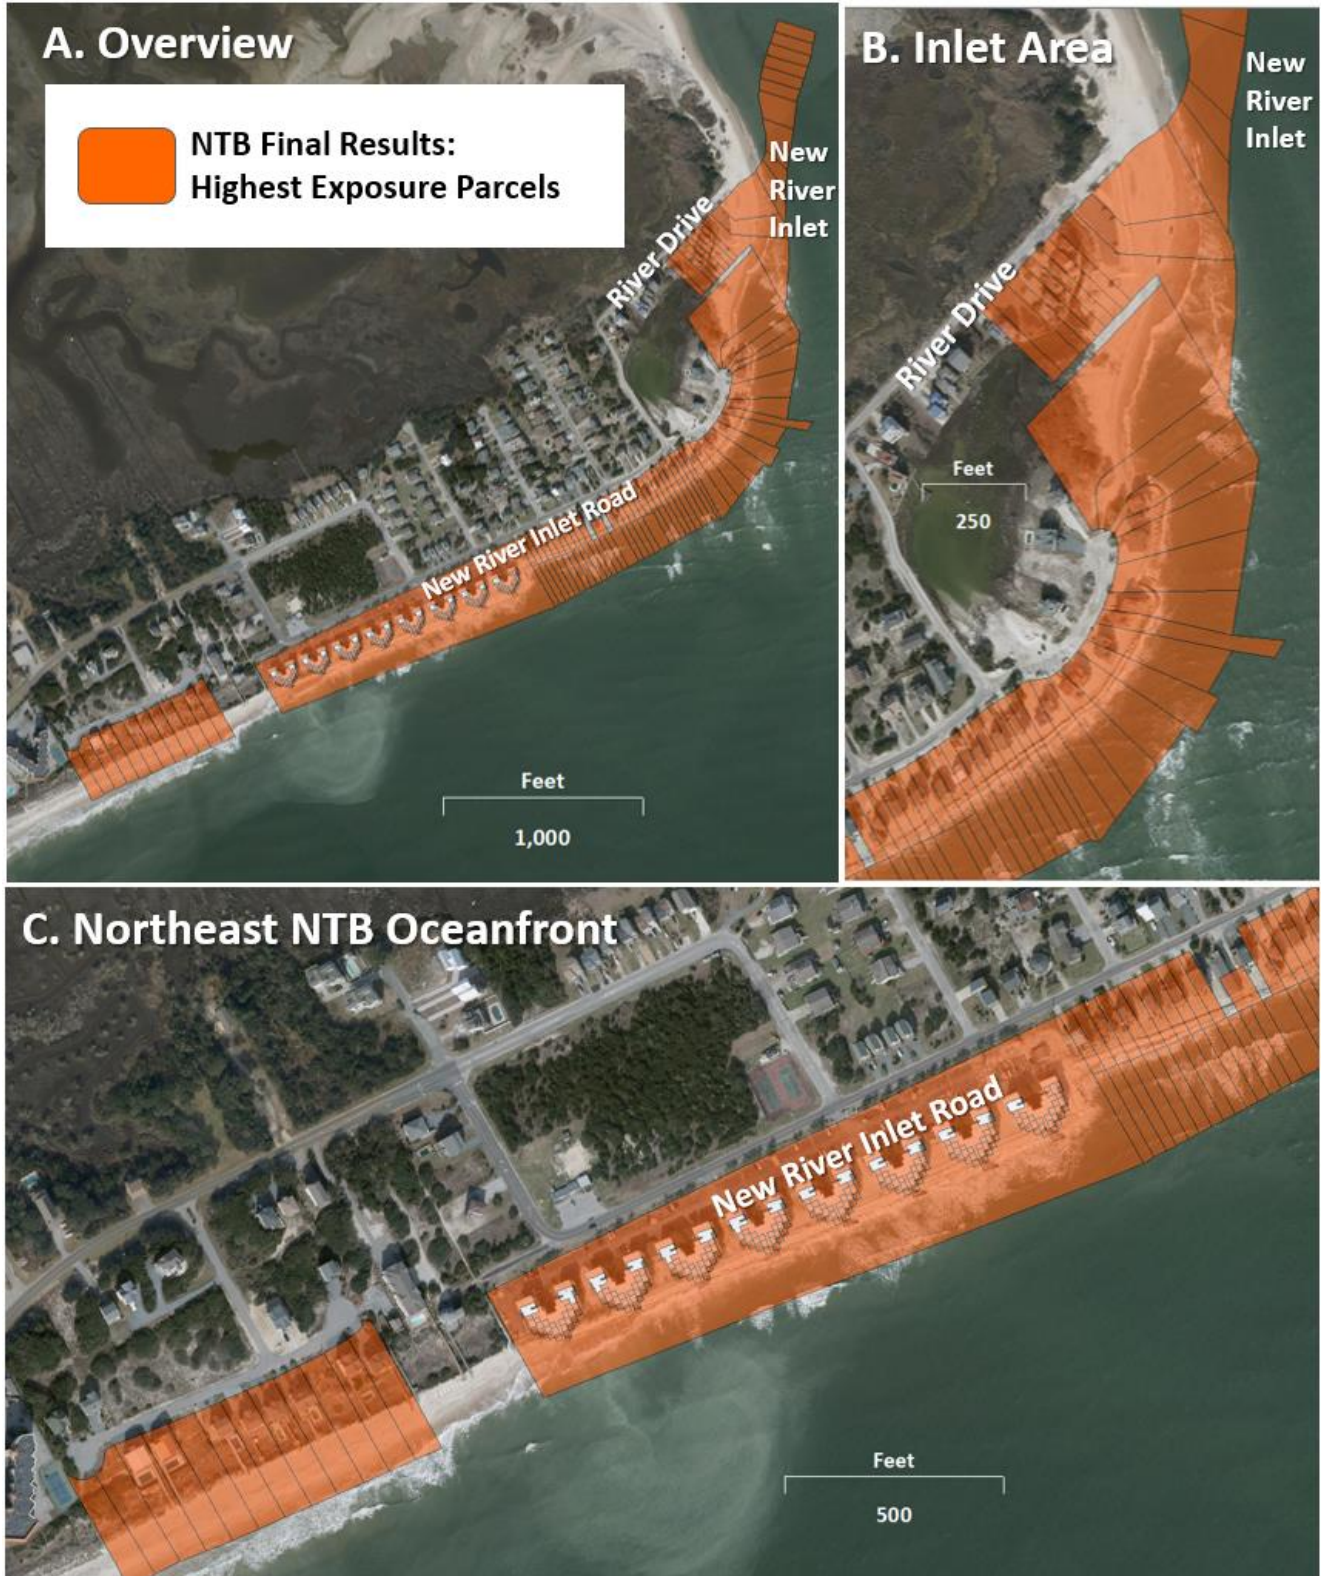 A. Overview
NTB Final Results:
Highest Exposure Parcels
New
River
Inlet
River Drive
New River Inlet Road
Feet
1,000
B. Inlet Area
New
River
Inlet
River Drive
Feet
250
C. Northeast NTB Oceanfront
New River Inlet Road
Feet
500